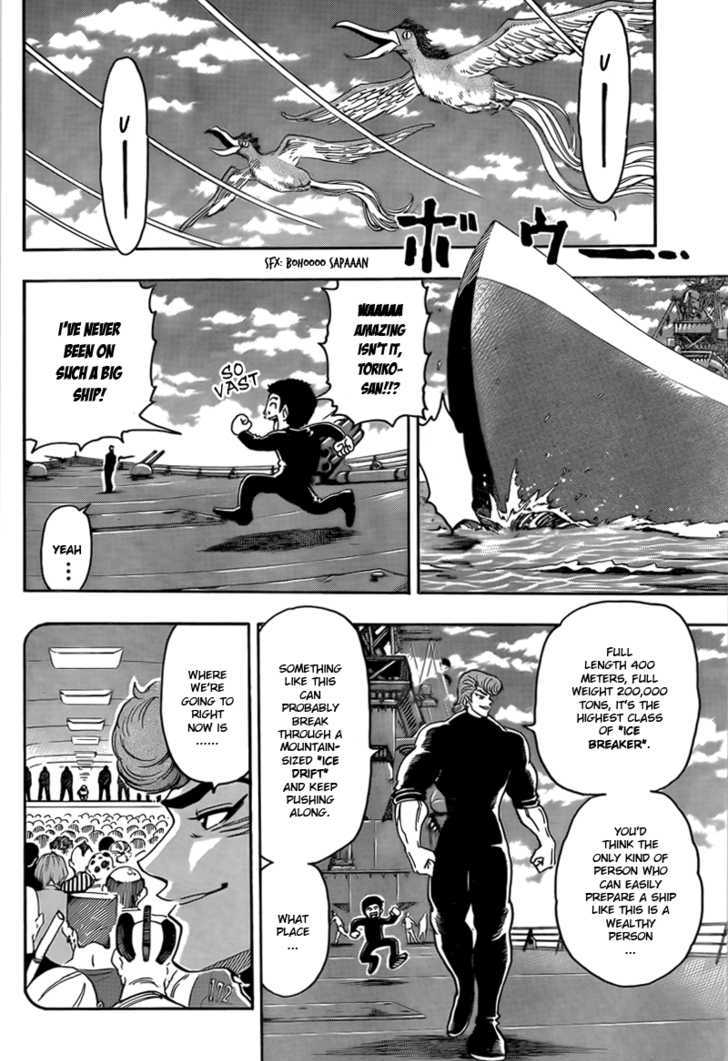 U
—
U
—
ボウー...
SFX: BOHOOOO SAPAAAN
WAAAAA
AMAZING
ISN'T IT,
TORIKO-
SAN!!?
SO
VAST
I'VE NEVER
BEEN ON
SUCH A BIG
SHIP!
YEAH
...
FULL
LENGTH 400
METERS, FULL
WEIGHT 200,000
TONS, IT'S THE
HIGHEST CLASS
OF "ICE
BREAKER".
YOU'D
THINK THE
ONLY KIND OF
PERSON WHO
CAN EASILY
PREPARE A SHIP
LIKE THIS IS A
WEALTHY
PERSON
...
SOMETHING
LIKE THIS
CAN
PROBABLY
BREAK
THROUGH A
MOUNTAIN-
SIZED "ICE
DRIFT"
AND KEEP
PUSHING
ALONG.
WHAT
PLACE
...
WHERE
WE'RE
GOING TO
RIGHT
NOW IS
......
172